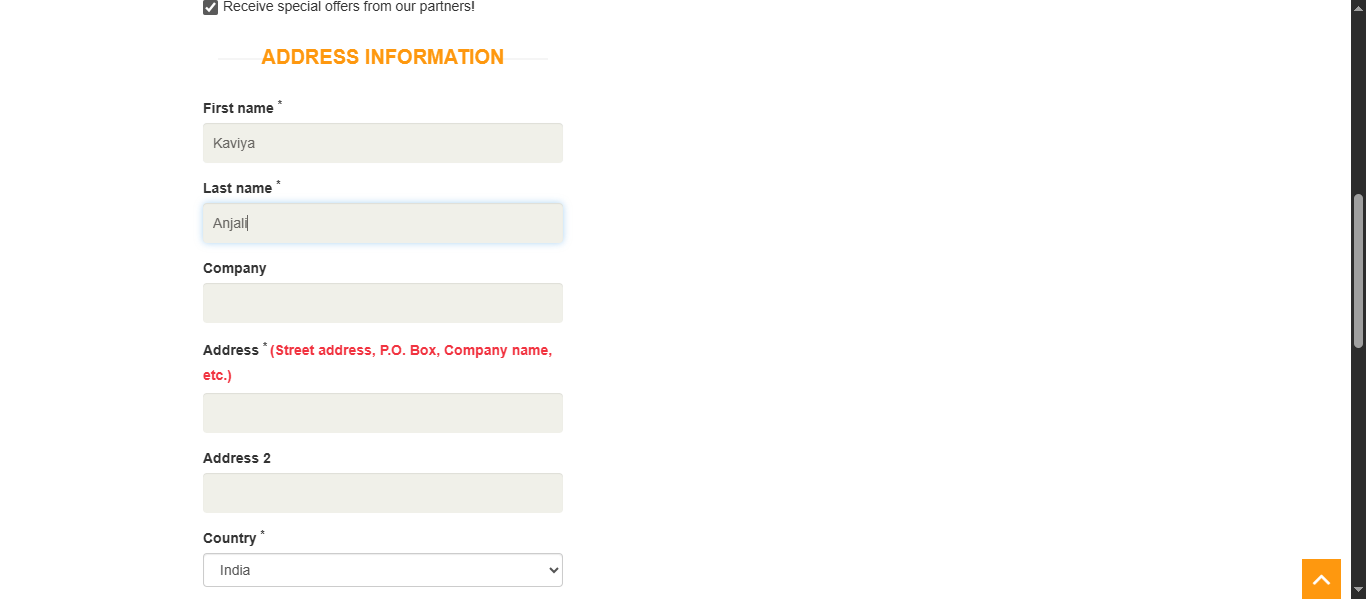 Receive special offers from our partners!
ADDRESS INFORMATION
First name *
Kaviya
Last name *
Anjali
Company
Address * (Street address, P.O. Box, Company name,
etc.)
Address 2
Country *
India